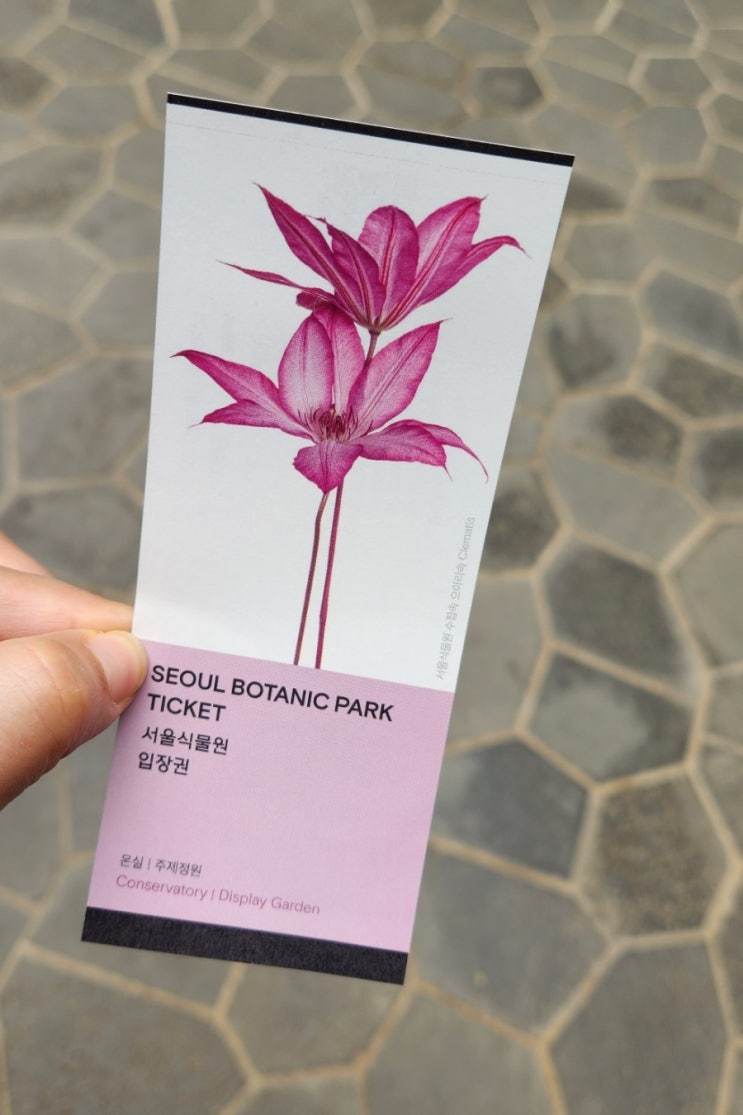 서울식물원 수집속 으아리속 Clematis
SEOUL BOTANIC PARK
TICKET
서울식물원
입장권
온실 | 주제정원
Conservatory | Display Garden